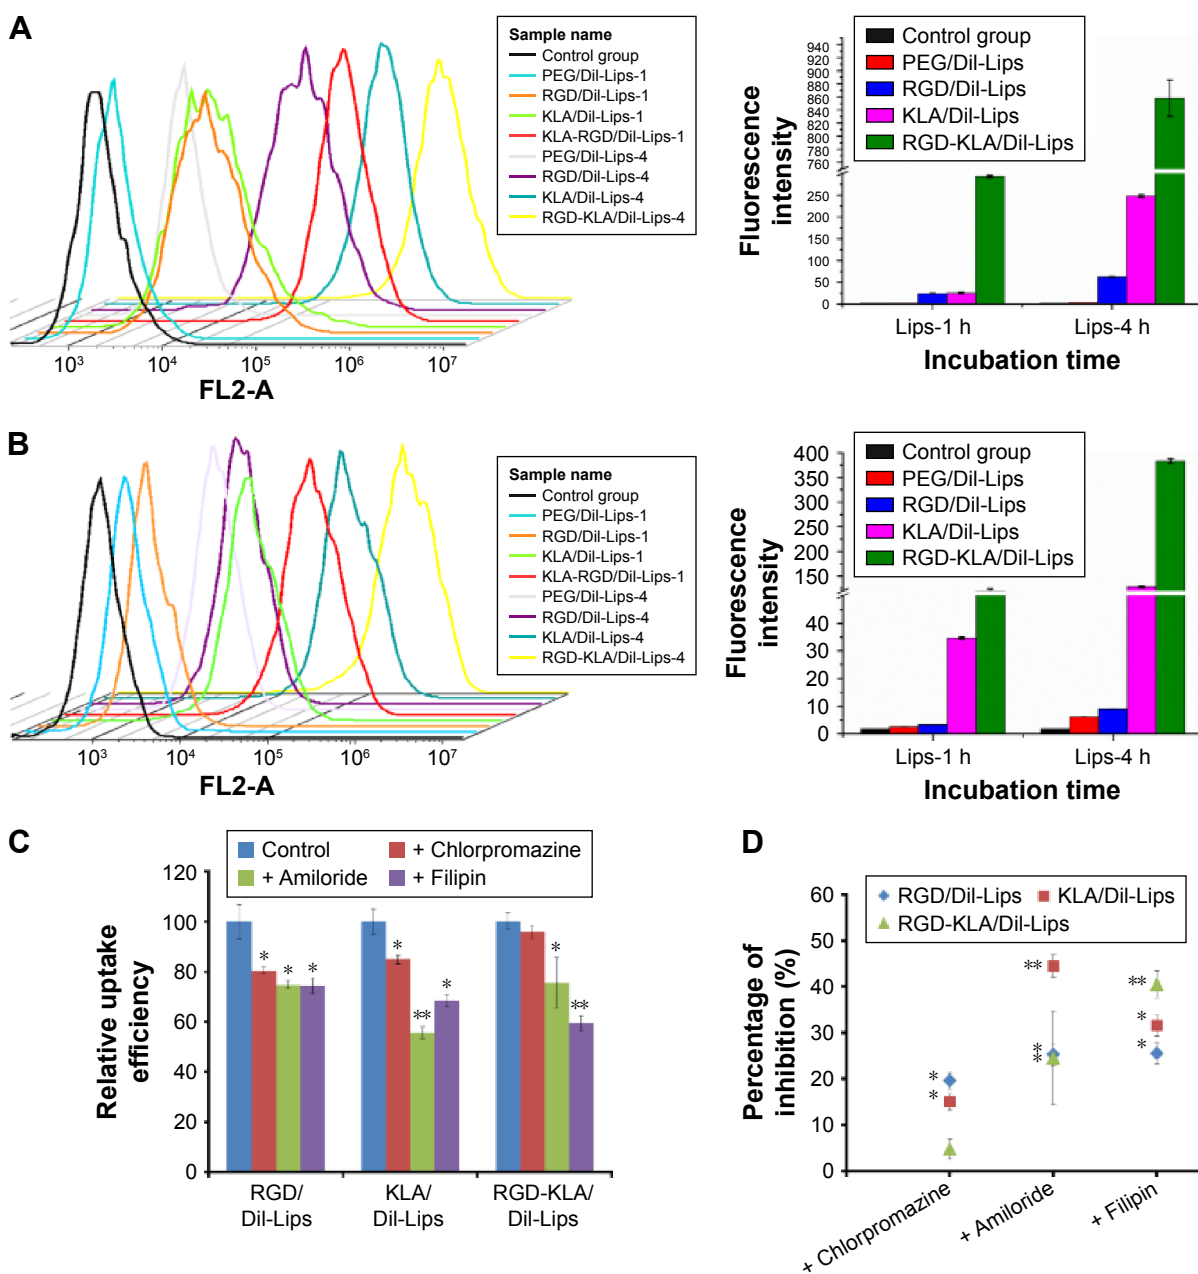 A
Sample name
Control group
PEG/Dil-Lips-1
RGD/Dil-Lips-1
KLA/Dil-Lips-1
KLA-RGD/Dil-Lips-1
PEG/Dil-Lips-4
RGD/Dil-Lips-4
KLA/Dil-Lips-4
RGD-KLA/Dil-Lips-4
10³ 10⁴ 10⁵ 10⁶ 10⁷
FL2-A
Control group
PEG/Dil-Lips
RGD/Dil-Lips
KLA/Dil-Lips
RGD-KLA/Dil-Lips
Fluorescence
intensity
940
920
900
880
860
840
820
800
780
760
250
200
150
100
50
0
Lips-1 h Lips-4 h
Incubation time
B
Sample name
Control group
PEG/Dil-Lips-1
RGD/Dil-Lips-1
KLA/Dil-Lips-1
KLA-RGD/Dil-Lips-1
PEG/Dil-Lips-4
RGD/Dil-Lips-4
KLA/Dil-Lips-4
RGD-KLA/Dil-Lips-4
10³ 10⁴ 10⁵ 10⁶ 10⁷
FL2-A
Control group
PEG/Dil-Lips
RGD/Dil-Lips
KLA/Dil-Lips
RGD-KLA/Dil-Lips
Fluorescence
intensity
400
350
300
250
200
150
40
30
20
10
0
Lips-1 h Lips-4 h
Incubation time
C
Control + Chlorpromazine
+ Amiloride + Filipin
Relative uptake
efficiency
120
100
80
60
40
20
0
* * * * ** * * **
RGD/ KLA/ RGD-KLA/
Dil-Lips Dil-Lips Dil-Lips
D
RGD/Dil-Lips KLA/Dil-Lips
RGD-KLA/Dil-Lips
Percentage of
inhibition (%)
60
50
40
30
20
10
0
* * ** * * ** * *
+ Chlorpromazine
+ Amiloride
+ Filipin